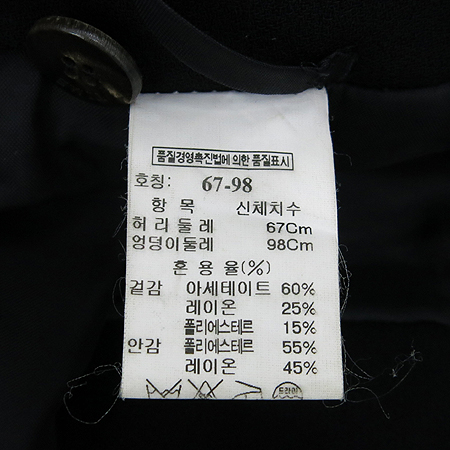 품질경영촉진법에 의한 품질표시
호칭: 67-98
항 목 신체치수
허 리 둘 레 67Cm
엉덩이둘레 98Cm
혼 용 율(%)
겉감 아세테이트 60%
레이온 25%
폴리에스테르 15%
안감 폴리에스테르 55%
레이온 45%
드라이